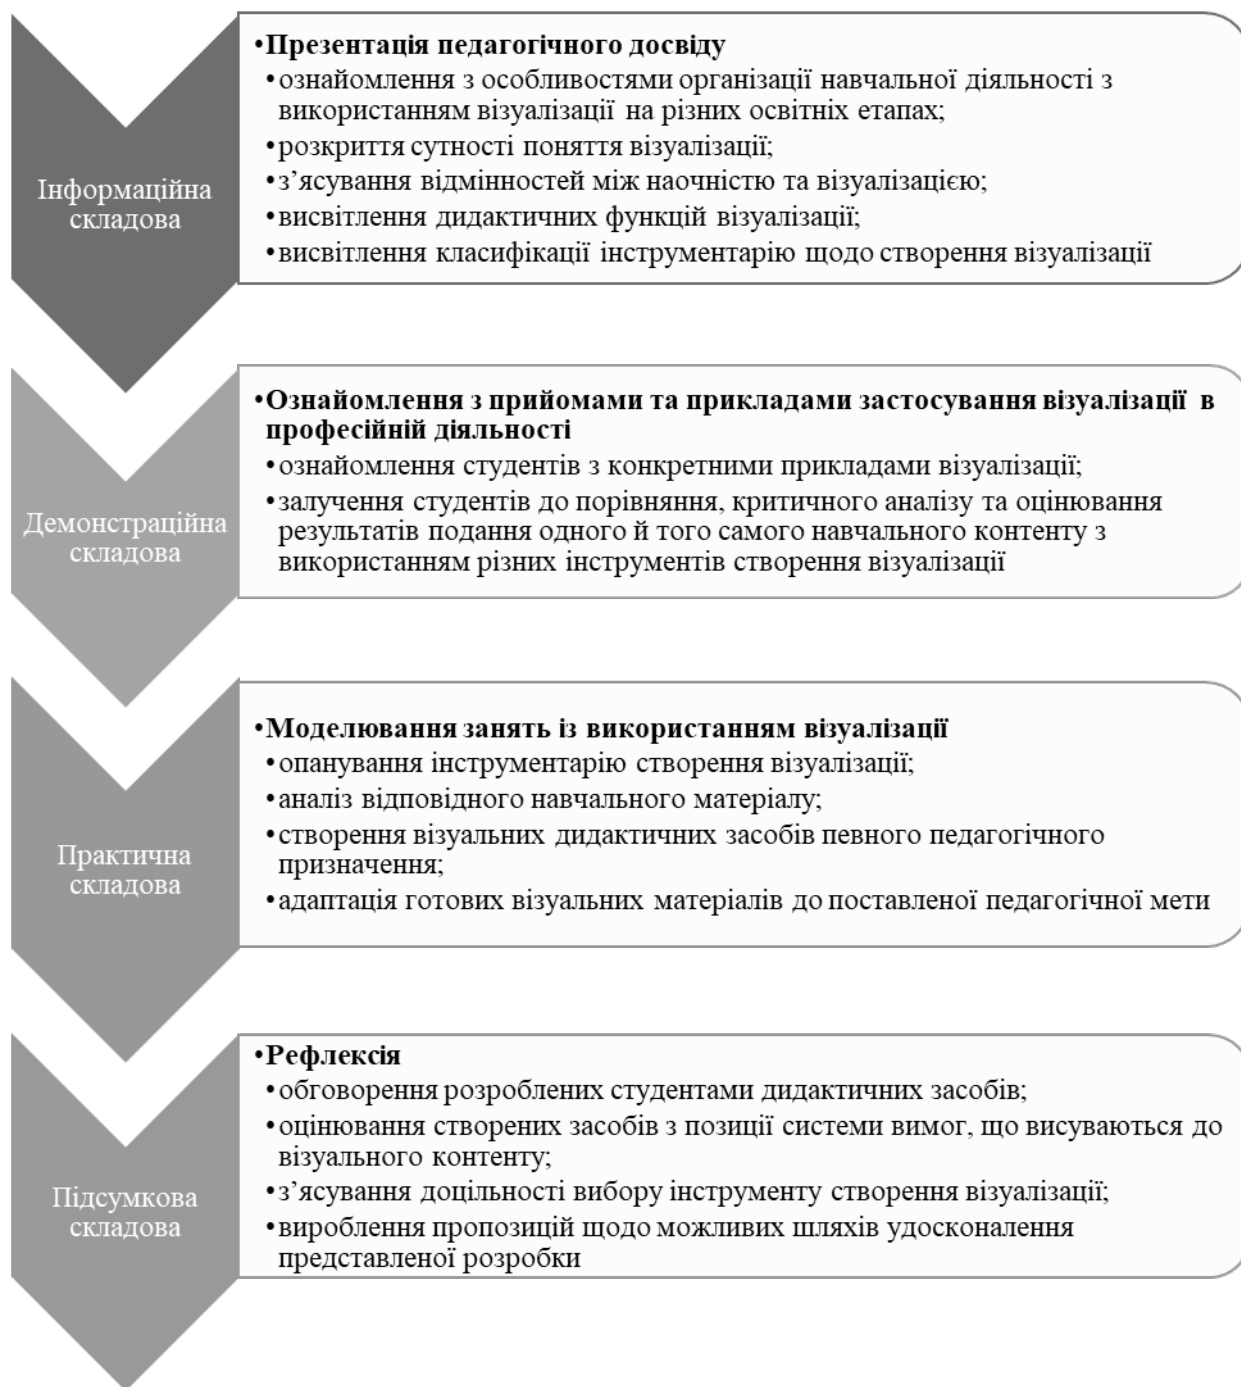 Інформаційна
складова
•Презентація педагогічного досвіду
•ознайомлення з особливостями організації навчальної діяльності з
використанням візуалізації на різних освітніх етапах;
•розкриття сутності поняття візуалізації;
•з’ясування відмінностей між наочністю та візуалізацією;
•висвітлення дидактичних функцій візуалізації;
•висвітлення класифікації інструментарію щодо створення візуалізації
Демонстраційна
складова
•Ознайомлення з прийомами та прикладами застосування візуалізації в
професійній діяльності
•ознайомлення студентів з конкретними прикладами візуалізації;
•залучення студентів до порівняння, критичного аналізу та оцінювання
результатів подання одного й того самого навчального контенту з
використанням різних інструментів створення візуалізації
Практична
складова
•Моделювання занять із використанням візуалізації
•опанування інструментарію створення візуалізації;
•аналіз відповідного навчального матеріалу;
•створення візуальних дидактичних засобів певного педагогічного
призначення;
•адаптація готових візуальних матеріалів до поставленої педагогічної мети
Підсумкова
складова
•Рефлексія
•обговорення розроблених студентами дидактичних засобів;
•оцінювання створених засобів з позиції системи вимог, що висуваються до
візуального контенту;
•з’ясування доцільності вибору інструменту створення візуалізації;
•вироблення пропозицій щодо можливих шляхів удосконалення
представленої розробки